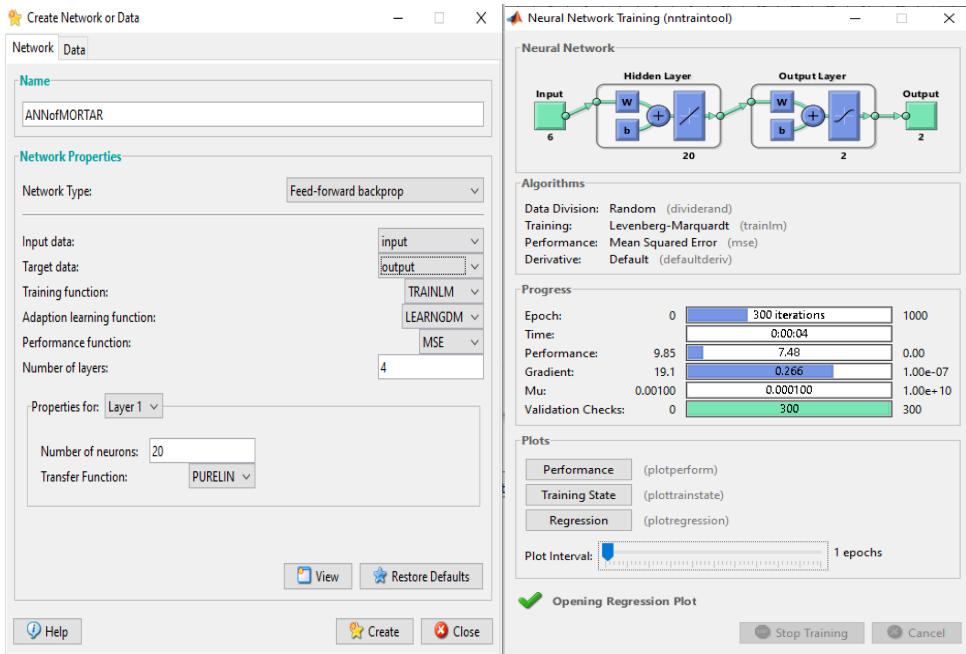 Create Network or Data
Network Data
Name
ANNofMORTAR
Network Properties
Network Type: Feed-forward backprop
Input data: input
Target data: output
Training function: TRAINLM
Adaption learning function: LEARNGDM
Performance function: MSE
Number of layers: 4
Properties for: Layer 1
Number of neurons: 20
Transfer Function: PURELIN
View Restore Defaults
Help Create Close
Neural Network Training (nntraintool)
Neural Network
Hidden Layer Output Layer
Input Output
W W
b b
6 20 2 2
Algorithms
Data Division: Random (dividerand)
Training: Levenberg-Marquardt (trainlm)
Performance: Mean Squared Error (mse)
Derivative: Default (defaultderiv)
Progress
Epoch: 0 300 iterations 1000
Time: 0:00:04
Performance: 9.85 7.48 0.00
Gradient: 19.1 0.266 1.00e-07
Mu: 0.00100 0.000100 1.00e+10
Validation Checks: 0 300 300
Plots
Performance (plotperform)
Training State (plottrainstate)
Regression (plotregression)
Plot Interval: 1 epochs
Opening Regression Plot
Stop Training Cancel